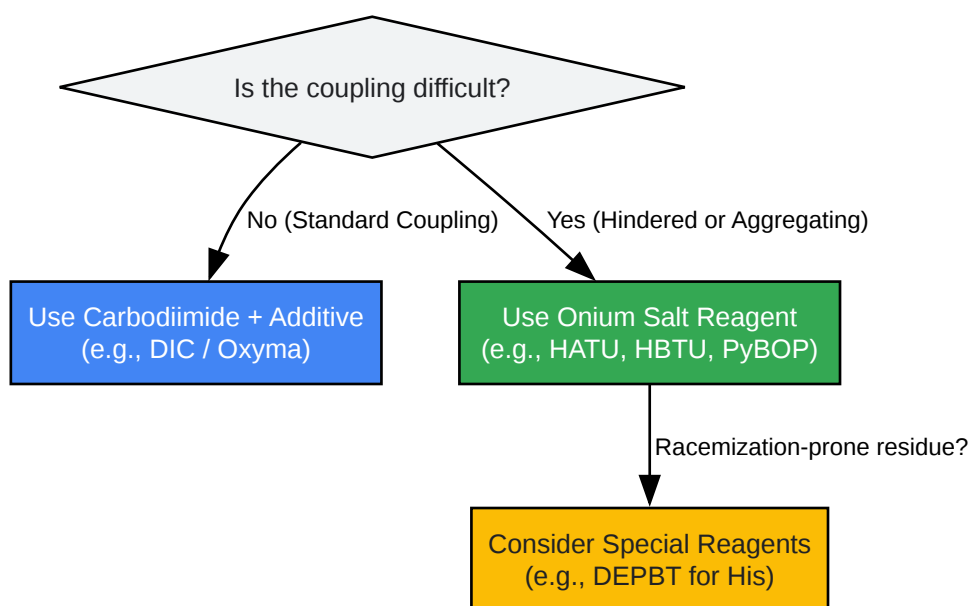 Is the coupling difficult?
No (Standard Coupling)
Yes (Hindered or Aggregating)
Use Carbodiimide + Additive
(e.g., DIC / Oxyma)
Use Onium Salt Reagent
(e.g., HATU, HBTU, PyBOP)
Racemization-prone residue?
Consider Special Reagents
(e.g., DEPBT for His)